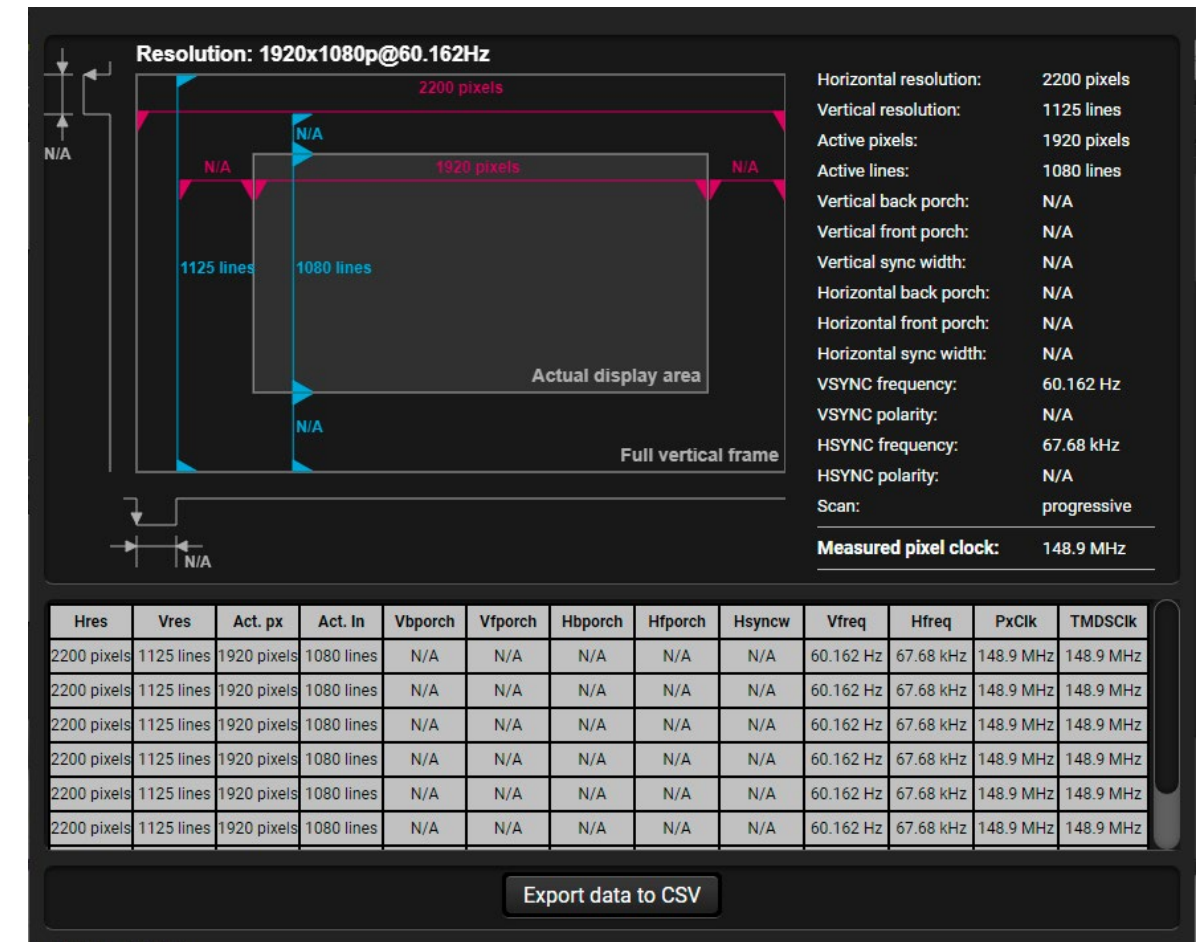 Resolution: 1920x1080p@60.162Hz
2200 pixels
N/A
N/A
N/A
1920 pixels
N/A
1125 lines
1080 lines
Actual display area
N/A
Full vertical frame
N/A
Horizontal resolution: 2200 pixels
Vertical resolution: 1125 lines
Active pixels: 1920 pixels
Active lines: 1080 lines
Vertical back porch: N/A
Vertical front porch: N/A
Vertical sync width: N/A
Horizontal back porch: N/A
Horizontal front porch: N/A
Horizontal sync width: N/A
VSYNC frequency: 60.162 Hz
VSYNC polarity: N/A
HSYNC frequency: 67.68 kHz
HSYNC polarity: N/A
Scan: progressive
Measured pixel clock: 148.9 MHz
Hres Vres Act. px Act. ln Vbporch Vfporch Hbporch Hfporch Hsyncw Vfreq Hfreq PxClk TMDSClk
2200 pixels 1125 lines 1920 pixels 1080 lines N/A N/A N/A N/A N/A 60.162 Hz 67.68 kHz 148.9 MHz 148.9 MHz
2200 pixels 1125 lines 1920 pixels 1080 lines N/A N/A N/A N/A N/A 60.162 Hz 67.68 kHz 148.9 MHz 148.9 MHz
2200 pixels 1125 lines 1920 pixels 1080 lines N/A N/A N/A N/A N/A 60.162 Hz 67.68 kHz 148.9 MHz 148.9 MHz
2200 pixels 1125 lines 1920 pixels 1080 lines N/A N/A N/A N/A N/A 60.162 Hz 67.68 kHz 148.9 MHz 148.9 MHz
2200 pixels 1125 lines 1920 pixels 1080 lines N/A N/A N/A N/A N/A 60.162 Hz 67.68 kHz 148.9 MHz 148.9 MHz
2200 pixels 1125 lines 1920 pixels 1080 lines N/A N/A N/A N/A N/A 60.162 Hz 67.68 kHz 148.9 MHz 148.9 MHz
Export data to CSV